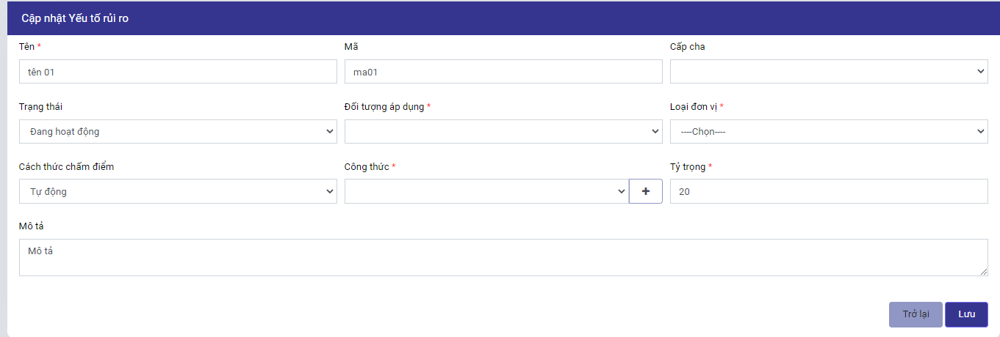 Cập nhật Yếu tố rủi ro
Tên * Mã Cấp cha
tên 01 ma01
Trạng thái Đối tượng áp dụng * Loại đơn vị *
Đang hoạt động ----Chọn----
Cách thức chấm điểm Công thức * Tỷ trọng *
Tự động + 20
Mô tả
Mô tả
Trở lại Lưu